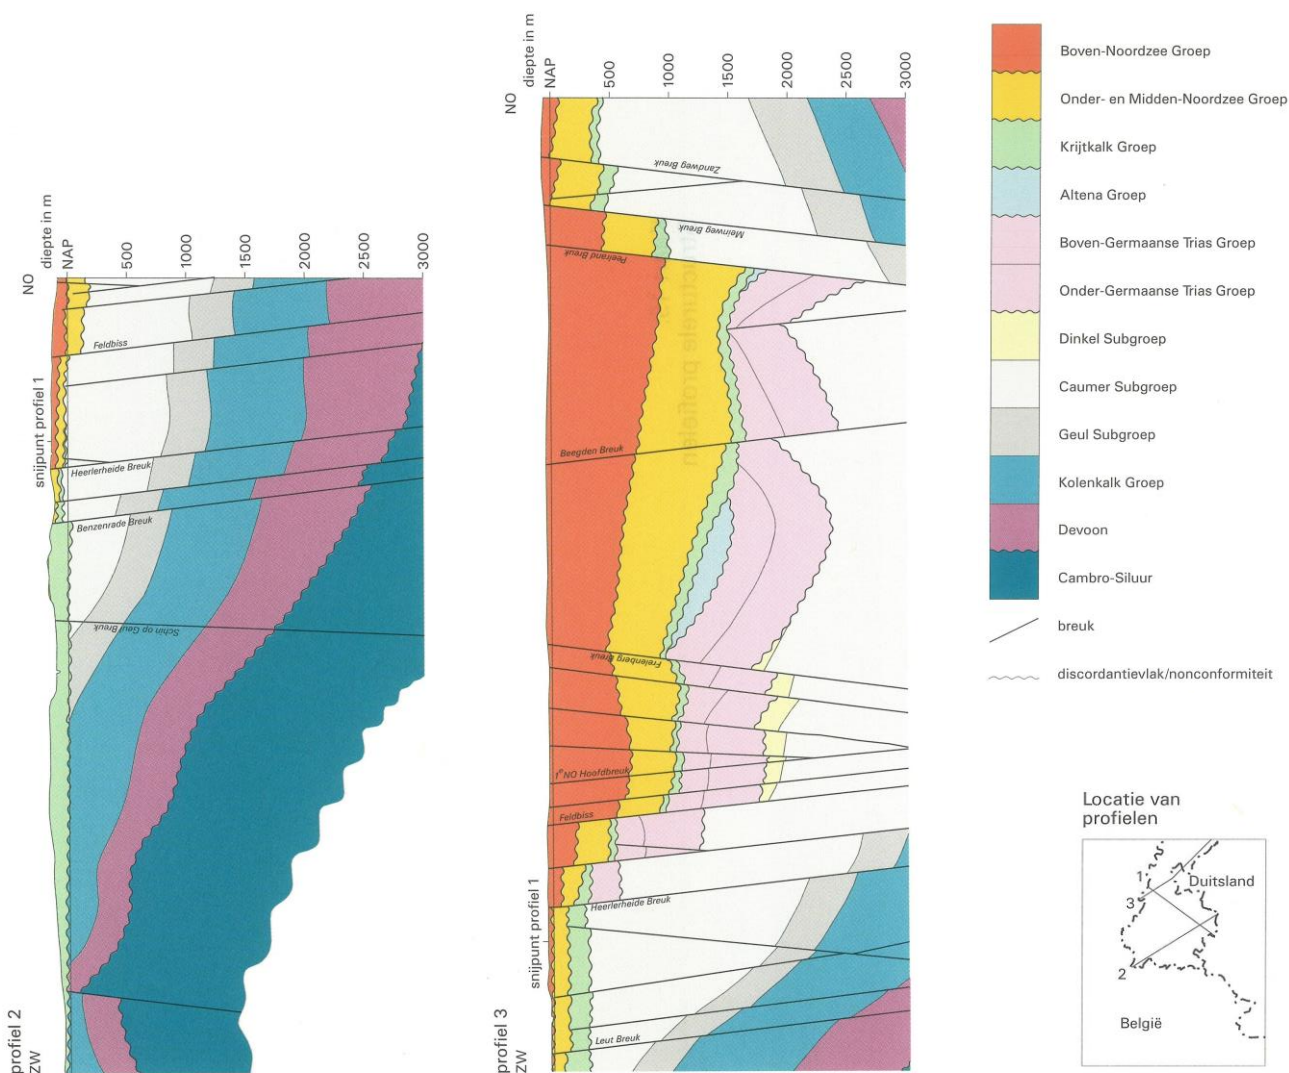 profiel 2
ZW
NO
diepte in m
NAP
500
1000
1500
2000
2500
3000
snijpunt profiel 1
Feldbiss
Heerlerheide Breuk
Benzenrade Breuk
Schin op Geul Breuk
profiel 3
ZW
NO
diepte in m
NAP
500
1000
1500
2000
2500
3000
snijpunt profiel 1
Zandweg Breuk
Meinweg Breuk
Peelrand Breuk
Beegden Breuk
Freienberg Breuk
1e NO Hoofdbreuk
Feldbiss
Heerlerheide Breuk
Leut Breuk
Boven-Noordzee Groep
Onder- en Midden-Noordzee Groep
Krijtkalk Groep
Altena Groep
Boven-Germaanse Trias Groep
Onder-Germaanse Trias Groep
Dinkel Subgroep
Caumer Subgroep
Geul Subgroep
Kolenkalk Groep
Devoon
Cambro-Siluur
breuk
discordantievlak/nonconformiteit
Locatie van
profielen
1
Duitsland
3
2
België